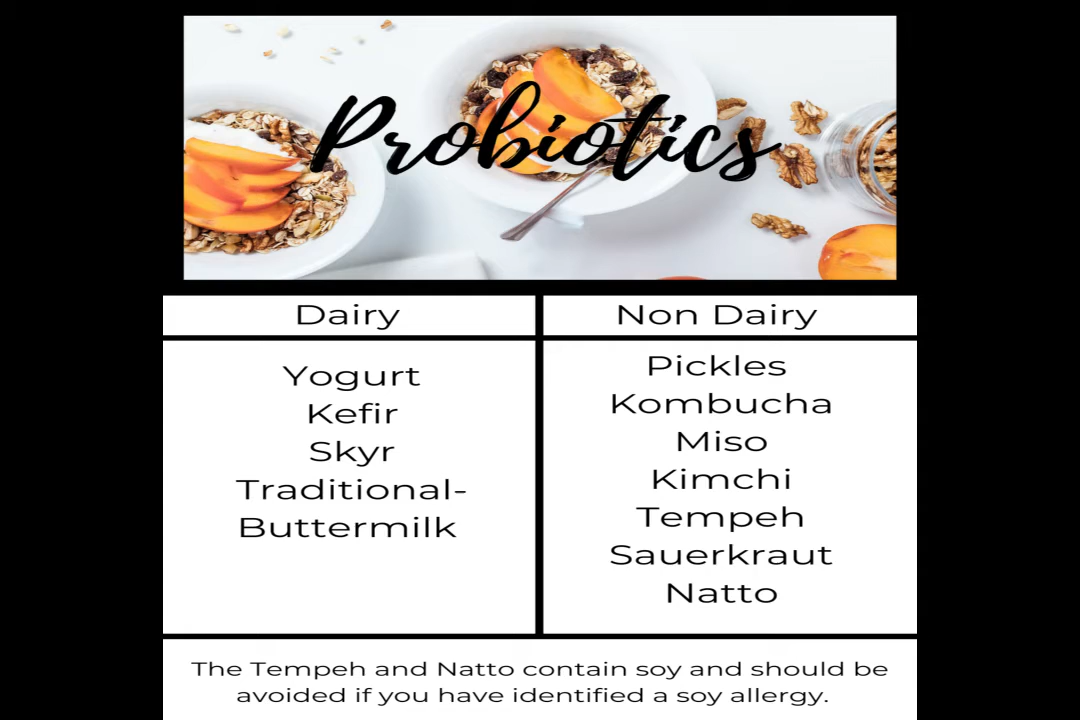 Probiotics
Dairy
Non Dairy
Yogurt
Kefir
Skyr
Traditional-
Buttermilk
Pickles
Kombucha
Miso
Kimchi
Tempeh
Sauerkraut
Natto
The Tempeh and Natto contain soy and should be
avoided if you have identified a soy allergy.